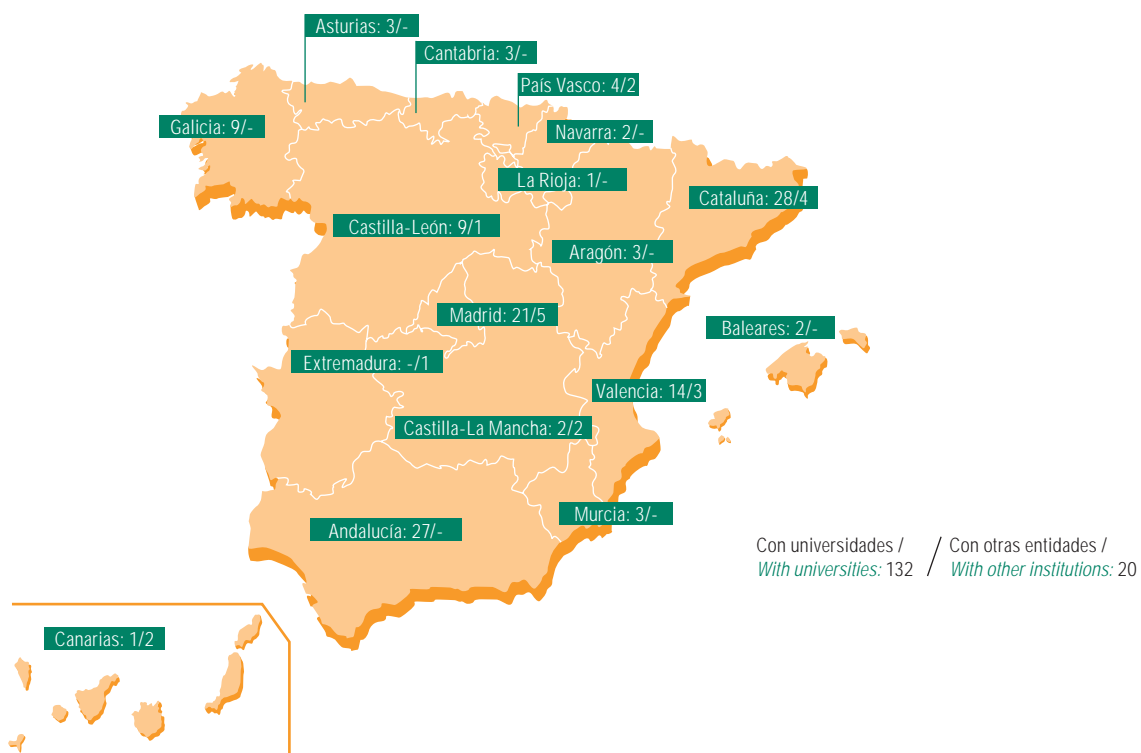 Asturias: 3/-
Cantabria: 3/-
País Vasco: 4/2
Galicia: 9/-
Navarra: 2/-
La Rioja: 1/-
Cataluña: 28/4
Castilla-León: 9/1
Aragón: 3/-
Madrid: 21/5
Baleares: 2/-
Extremadura: -/1
Valencia: 14/3
Castilla-La Mancha: 2/2
Murcia: 3/-
Andalucía: 27/-
Con universidades /
With universities: 132
/
Con otras entidades /
With other institutions: 20
Canarias: 1/2